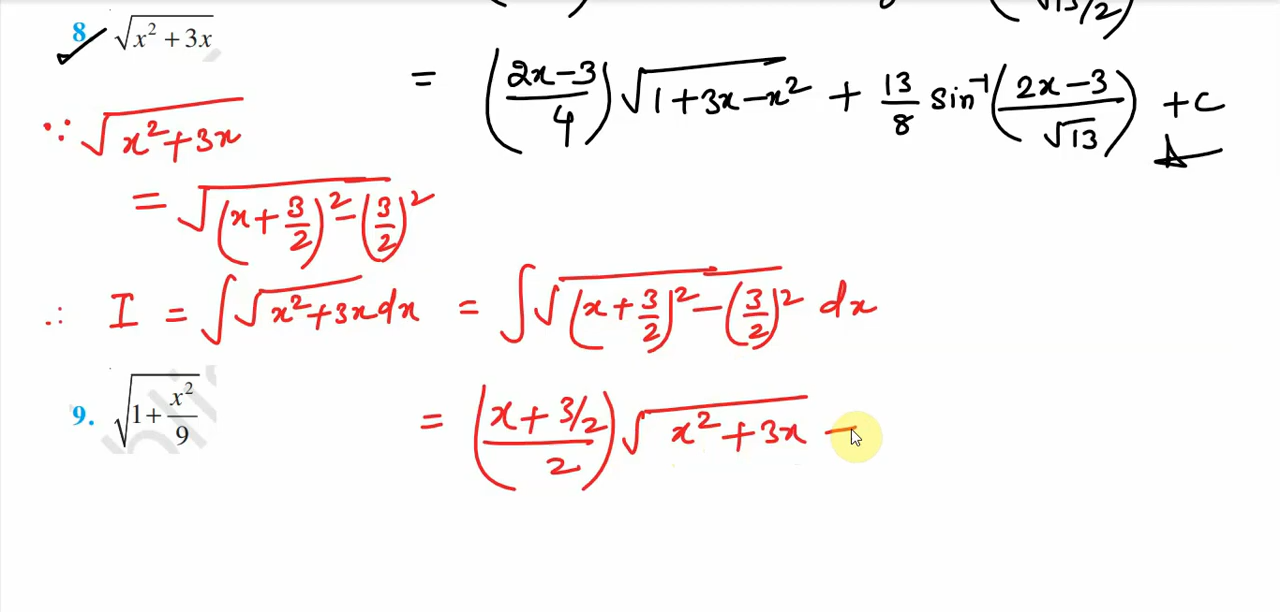 √13/2
8 √x² + 3x
= ((2x-3)/4) √1+3x-x² + 13/8 sin⁻¹((2x-3)/√13) + c
∵ √x²+3x
= √(x+3/2)²-(3/2)²
∴ I = ∫√x²+3x dx = ∫√(x+3/2)²-(3/2)² dx
9. √1+x²/9
= ((x+3/2)/2) √x²+3x -